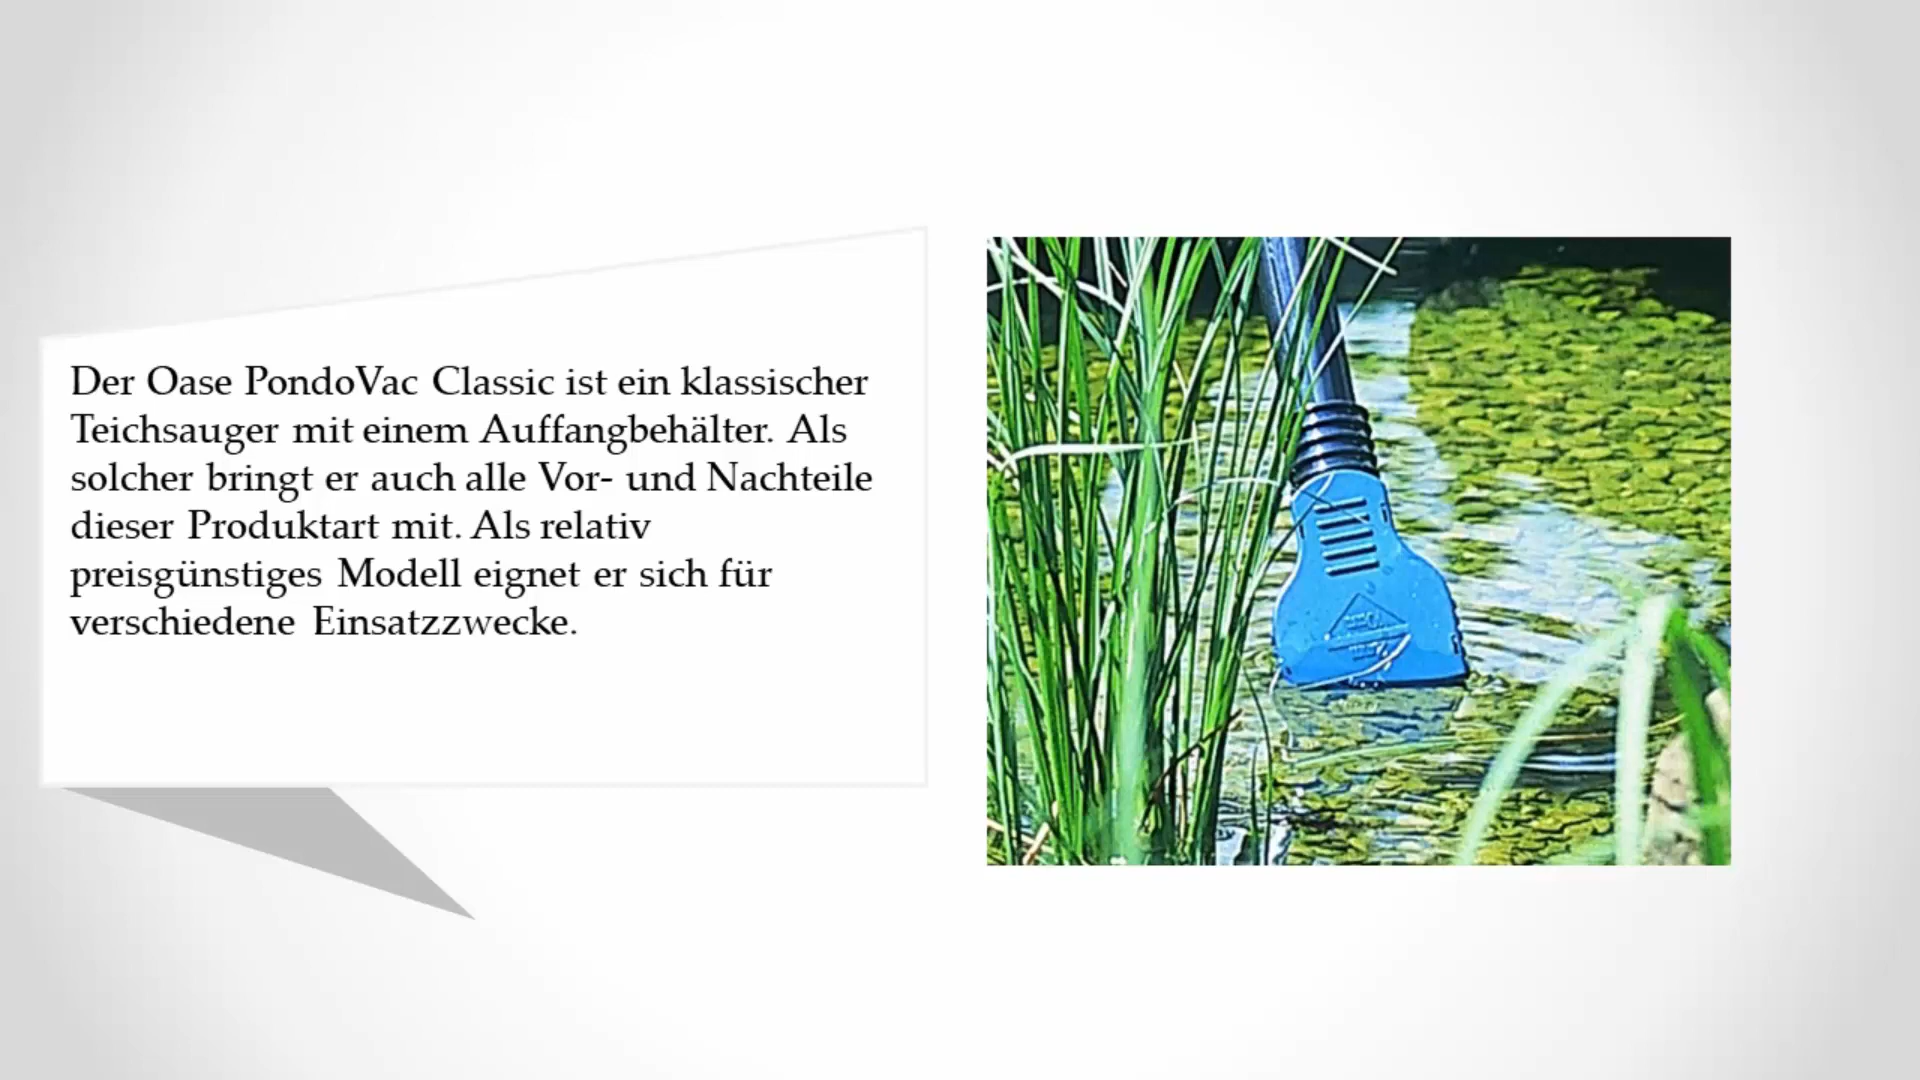 Der Oase PondoVac Classic ist ein klassischer
Teichsauger mit einem Auffangbehälter. Als
solcher bringt er auch alle Vor- und Nachteile
dieser Produktart mit. Als relativ
preisgünstiges Modell eignet er sich für
verschiedene Einsatzzwecke.